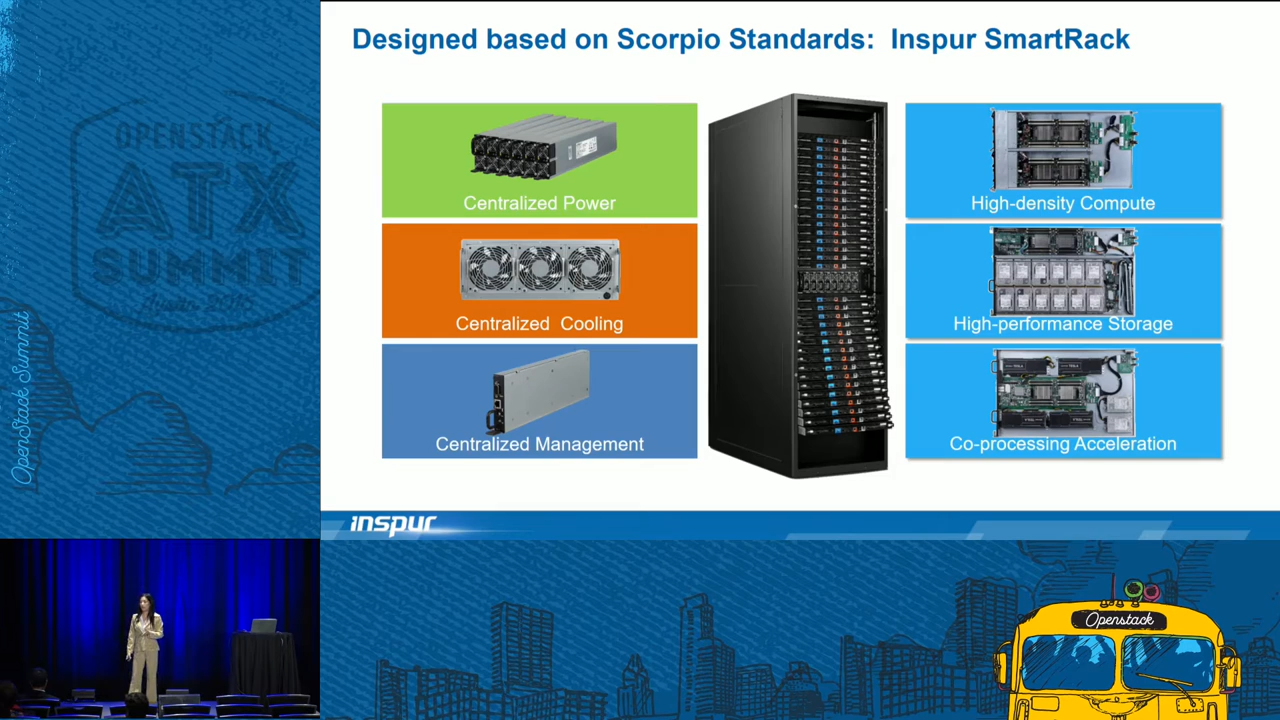 Designed based on Scorpio Standards: Inspur SmartRack
Centralized Power
Centralized Cooling
Centralized Management
High-density Compute
High-performance Storage
Co-processing Acceleration
inspur
OPENSTACK
TX
SUMMIT
OpenStack Summit
Openstack